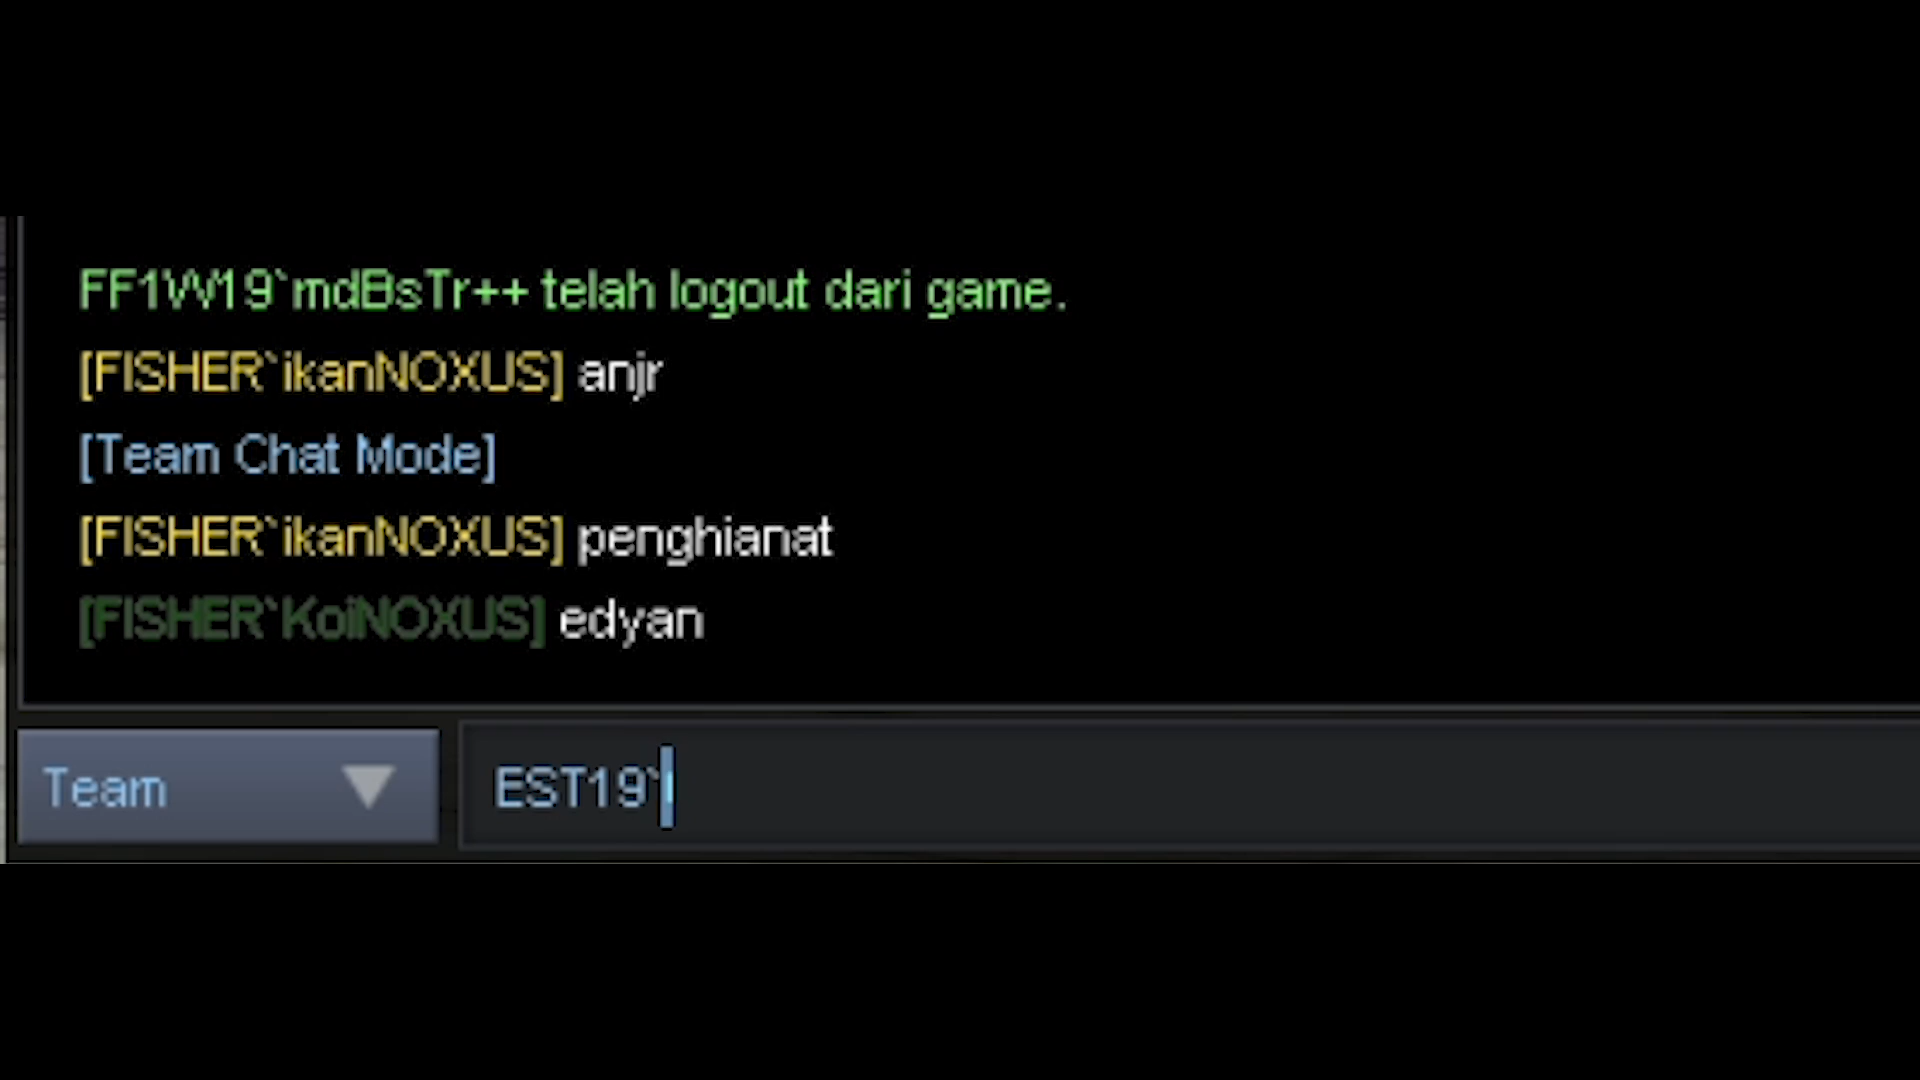 FF1W19`mdBsTr++ telah logout dari game.
[FISHER`ikanNOXUS] anjr
[Team Chat Mode]
[FISHER`ikanNOXUS] penghianat
[FISHER`KoiNOXUS] edyan
Team
EST19`